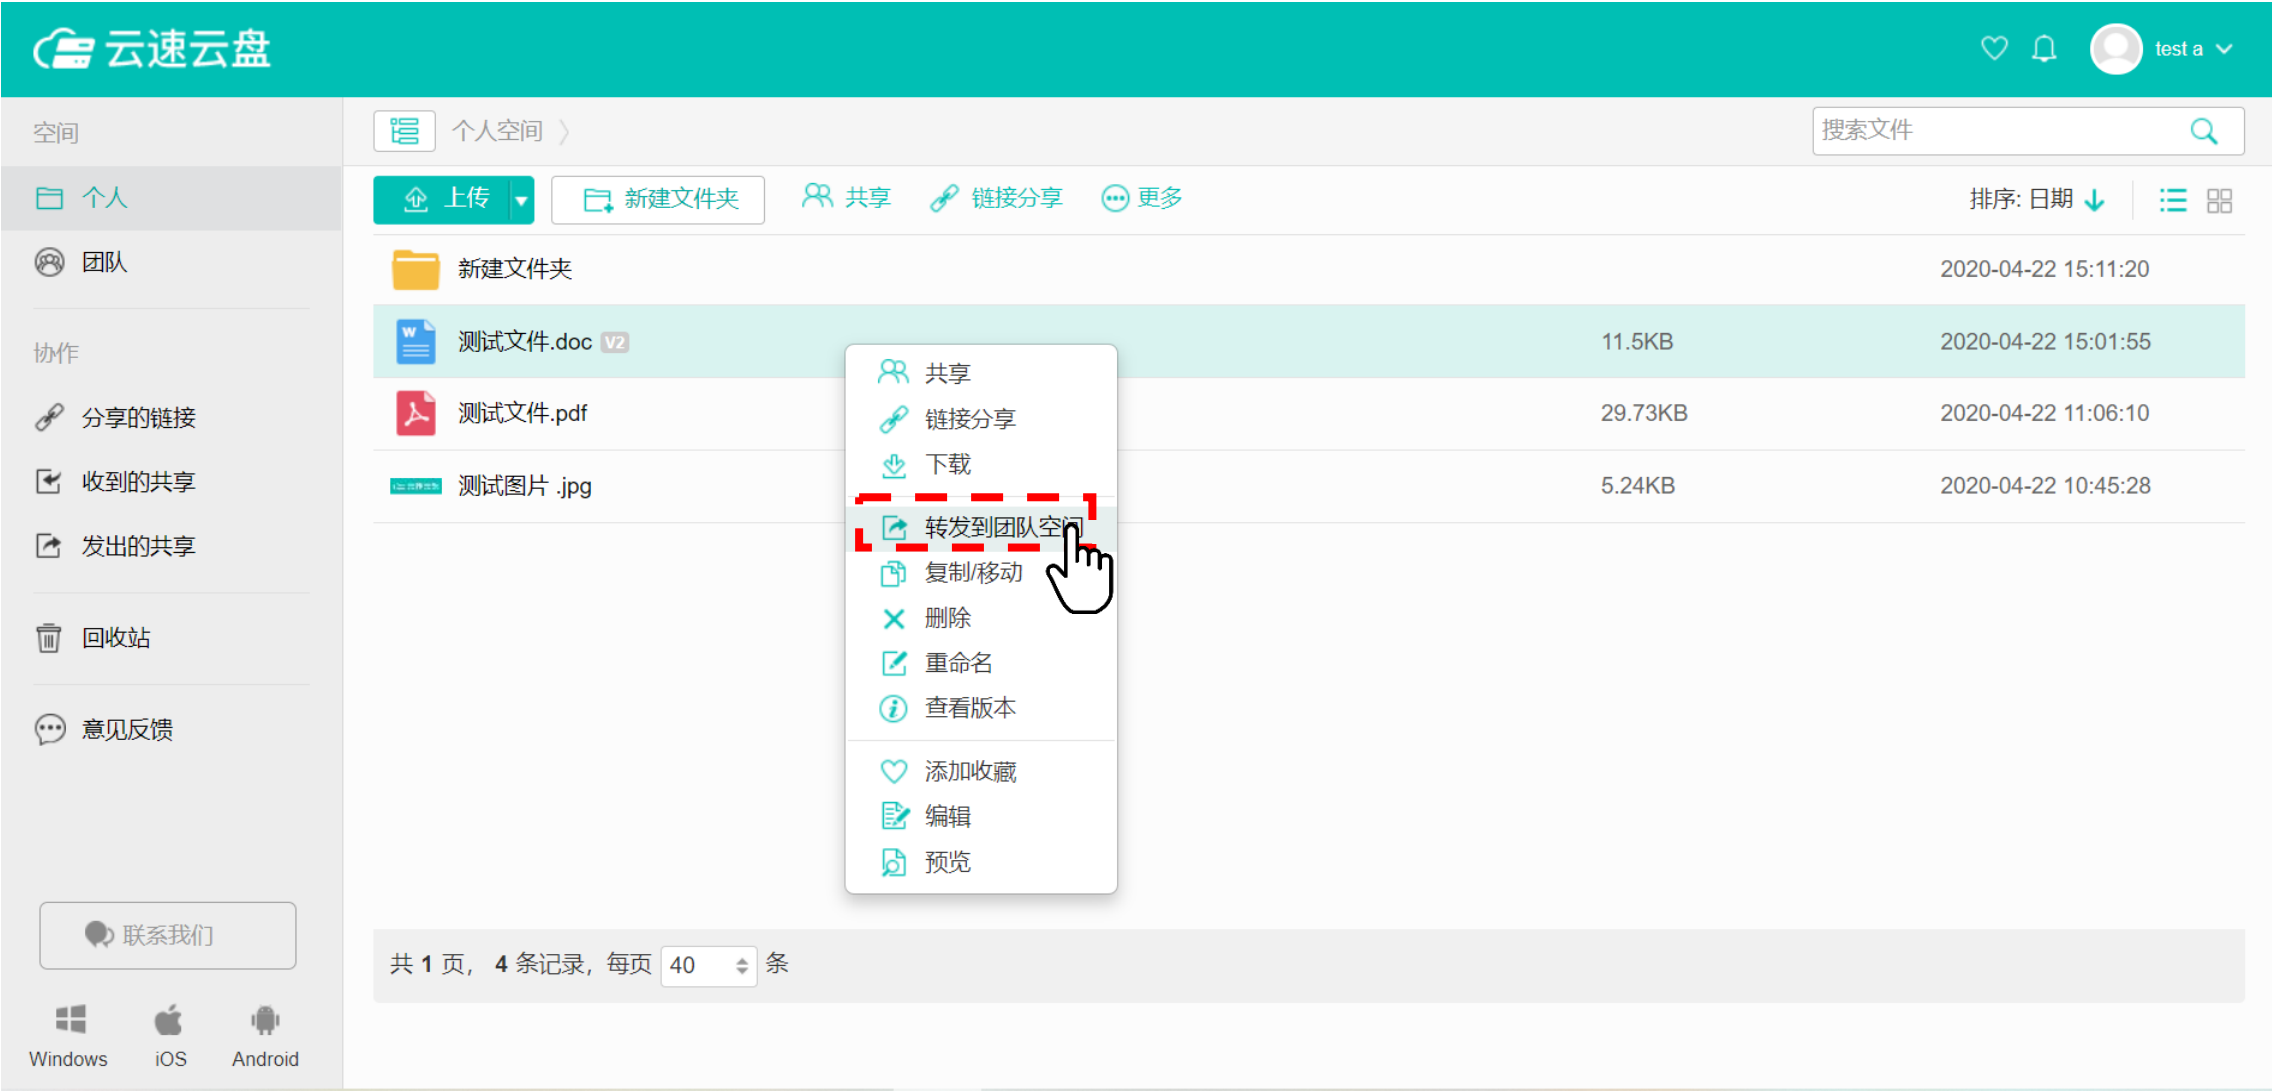 云速云盘
test a
空间
个人空间
搜索文件
个人
上传
新建文件夹
共享
链接分享
更多
排序: 日期
团队
新建文件夹
2020-04-22 15:11:20
测试文件.doc V2
11.5KB
2020-04-22 15:01:55
协作
共享
测试文件.pdf
29.73KB
2020-04-22 11:06:10
分享的链接
链接分享
下载
收到的共享
测试图片 .jpg
5.24KB
2020-04-22 10:45:28
转发到团队空间
发出的共享
复制/移动
删除
回收站
重命名
查看版本
意见反馈
添加收藏
编辑
预览
联系我们
共 1 页， 4 条记录，每页 40 条
Windows
iOS
Android